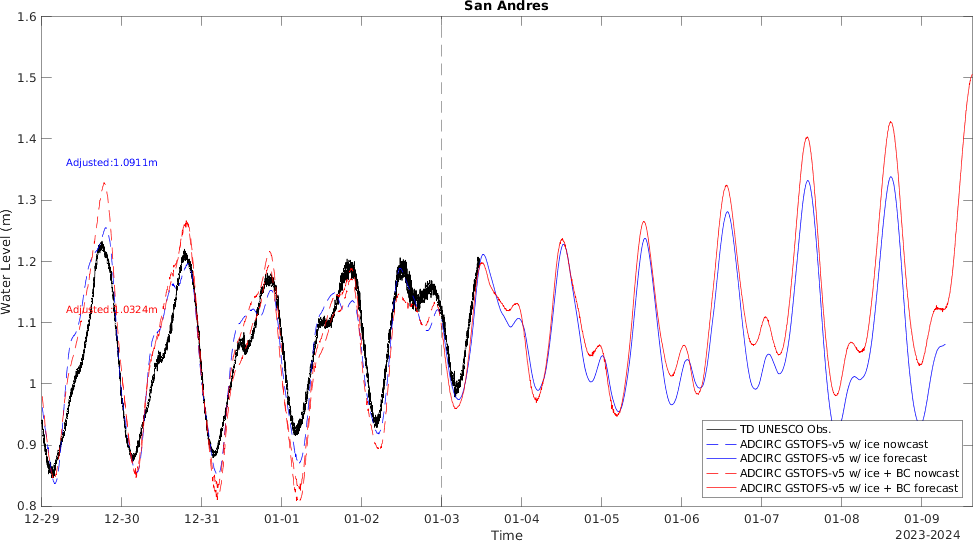 San Andres
1.6
1.5
1.4
1.3
1.2
1.1
1
0.9
0.8
Water Level (m)
Adjusted:1.0911m
Adjusted:1.0324m
TD UNESCO Obs.
ADCIRC GSTOFS-v5 w/ ice nowcast
ADCIRC GSTOFS-v5 w/ ice forecast
ADCIRC GSTOFS-v5 w/ ice + BC nowcast
ADCIRC GSTOFS-v5 w/ ice + BC forecast
12-29 12-30 12-31 01-01 01-02 01-03 01-04 01-05 01-06 01-07 01-08 01-09
Time
2023-2024